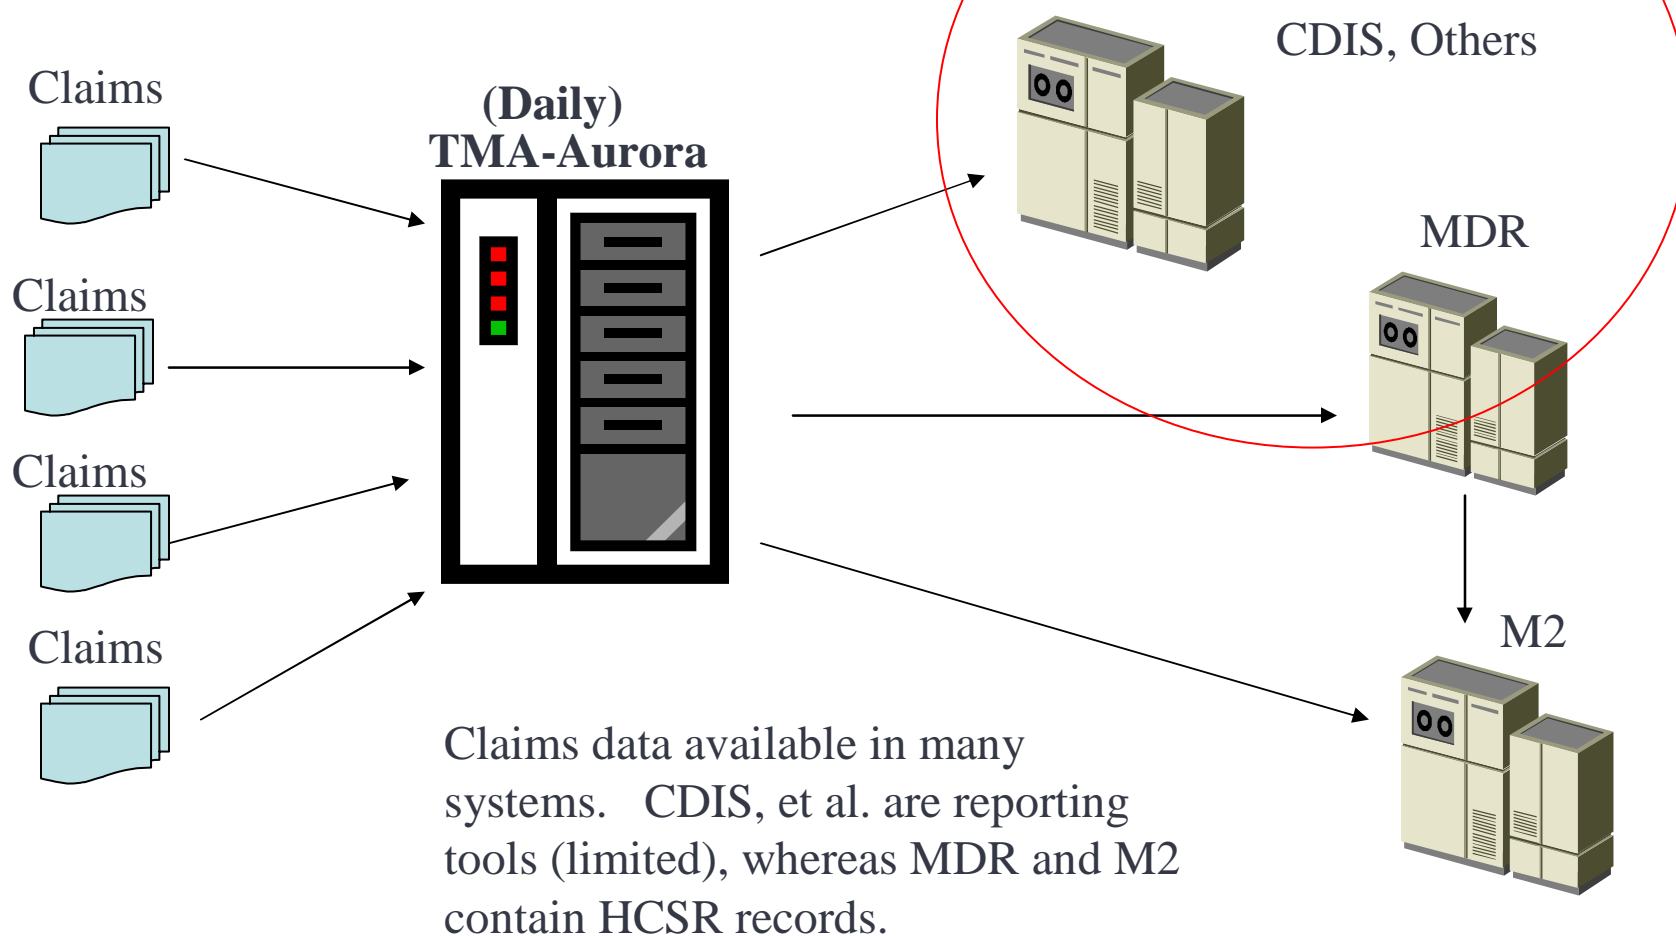 CDIS, Others
Claims
(Daily)
TMA-Aurora
MDR
Claims
Claims
Claims
M2
Claims data available in many
systems.   CDIS, et al. are reporting
tools (limited), whereas MDR and M2
contain HCSR records.